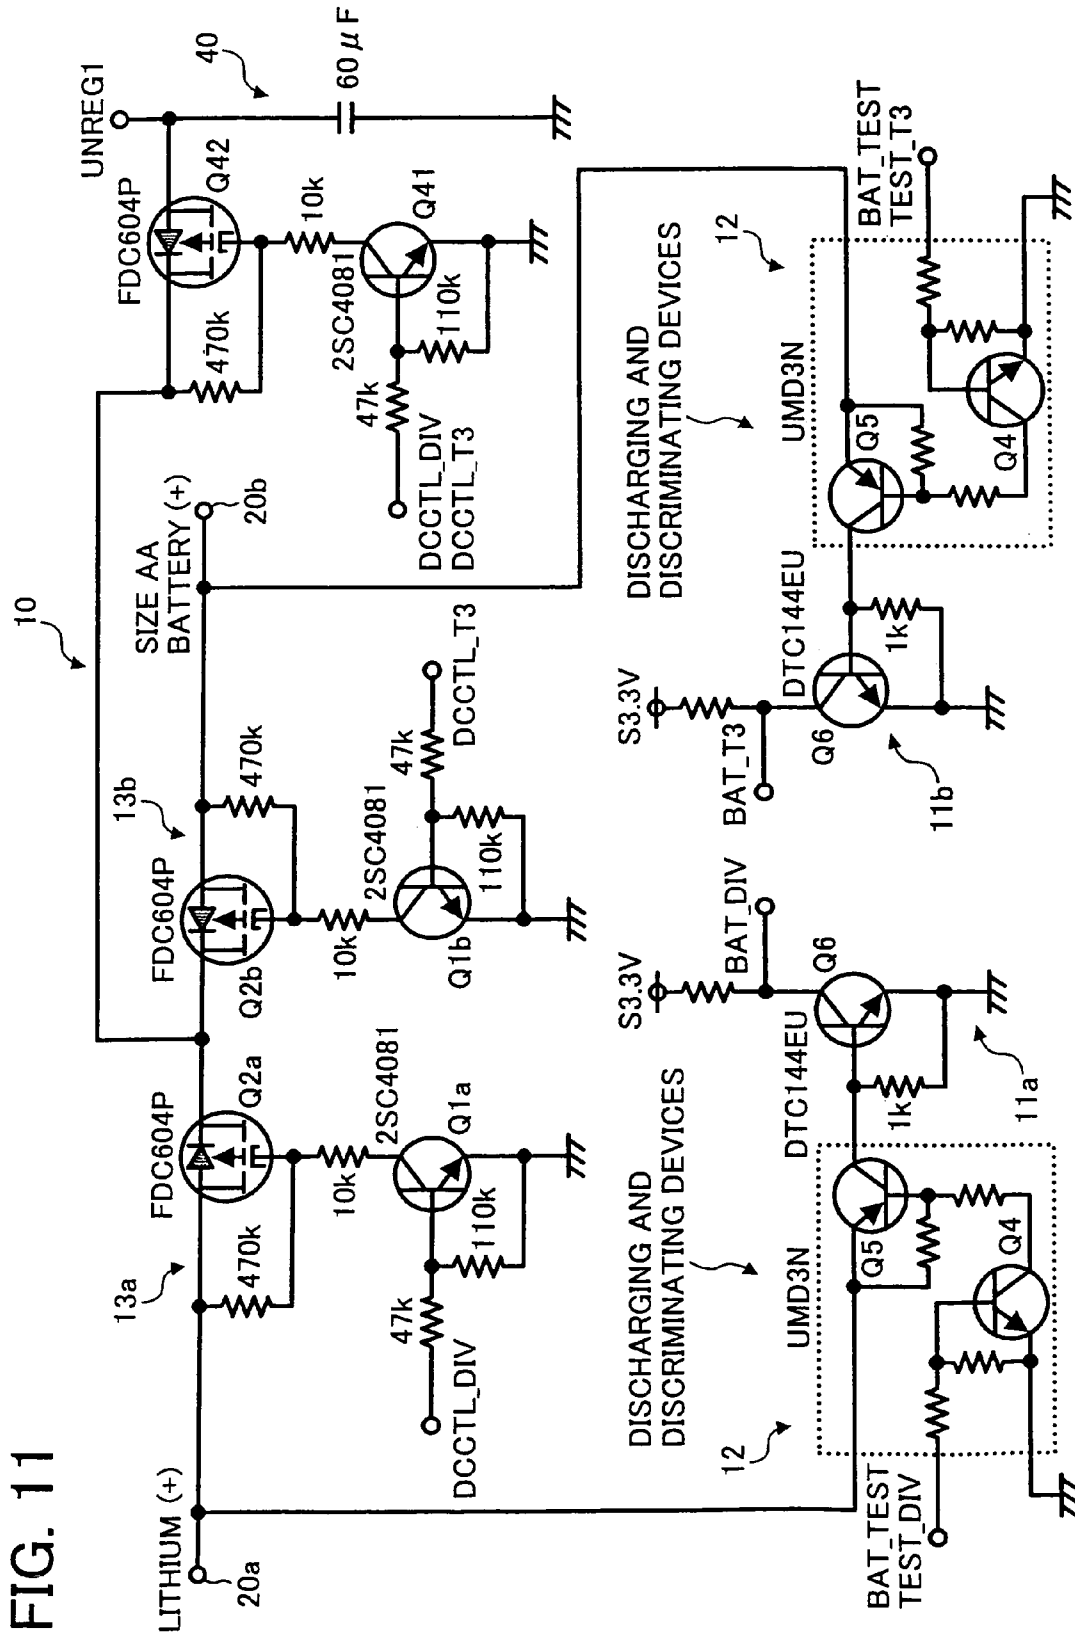 FIG. 11
LITHIUM (+)
20a
13a
470k
FDC604P
Q2a
10k
2SC4081
Q1a
110k
47k
DCCTL_DIV
10
FDC604P
Q2b
13b
470k
10k
2SC4081
Q1b
110k
47k
DCCTL_T3
SIZE AA
BATTERY (+)
20b
470k
FDC604P
Q42
UNREG1
40
60 μF
10k
2SC4081
Q41
110k
47k
DCCTL_DIV
DCCTL_T3
DISCHARGING AND
DISCRIMINATING DEVICES
12
UMD3N
Q5
Q4
BAT_TEST
TEST_DIV
DTC144EU
1k
11a
Q6
S3.3V
BAT_DIV
S3.3V
BAT_T3
Q6
11b
DTC144EU
1k
DISCHARGING AND
DISCRIMINATING DEVICES
12
UMD3N
Q5
Q4
BAT_TEST
TEST_T3